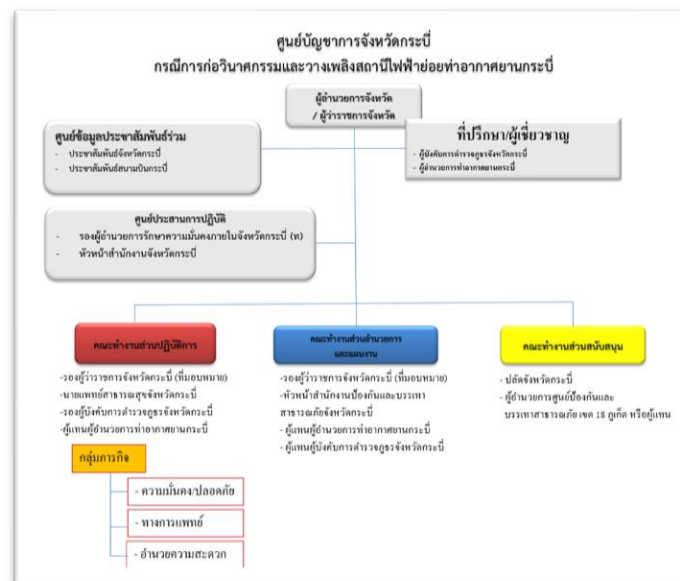 ศูนย์บัญชาการจังหวัดกระบี่
กรณีการก่อวินาศกรรมและวางเพลิงสถานีไฟฟ้าย่อยท่าอากาศยานกระบี่
ผู้อำนวยการจังหวัด
/ ผู้ว่าราชการจังหวัด
ศูนย์ข้อมูลประชาสัมพันธ์ร่วม
- ประชาสัมพันธ์จังหวัดกระบี่
- ประชาสัมพันธ์สนามบินกระบี่
ที่ปรึกษา/ผู้เชี่ยวชาญ
- ผู้บังคับการตำรวจภูธรจังหวัดกระบี่
- ผู้อำนวยการท่าอากาศยานกระบี่
ศูนย์ประสานการปฏิบัติ
- รองผู้อำนวยการรักษาความมั่นคงภายในจังหวัดกระบี่ (ท)
- หัวหน้าสำนักงานจังหวัดกระบี่
คณะทำงานส่วนปฏิบัติการ
-รองผู้ว่าราชการจังหวัดกระบี่ (ที่มอบหมาย)
-นายแพทย์สาธารณสุขจังหวัดกระบี่
-รองผู้บังคับการตำรวจภูธรจังหวัดกระบี่
-ผู้แทนผู้อำนวยการท่าอากาศยานกระบี่
กลุ่มภารกิจ
- ความมั่นคง/ปลอดภัย
- ทางการแพทย์
- อำนวยความสะดวก
คณะทำงานส่วนอำนวยการ
และแผนงาน
-รองผู้ว่าราชการจังหวัดกระบี่ (ที่มอบหมาย)
-หัวหน้าสำนักงานป้องกันและบรรเทา
สาธารณภัยจังหวัดกระบี่
- ผู้แทนผู้อำนวยการท่าอากาศยานกระบี่
- ผู้แทนผู้บังคับการตำรวจภูธรจังหวัดกระบี่
คณะทำงานส่วนสนับสนุน
- ปลัดจังหวัดกระบี่
- ผู้อำนวยการศูนย์ป้องกันและ
บรรเทาสาธารณภัย เขต 18 ภูเก็ต หรือผู้แทน